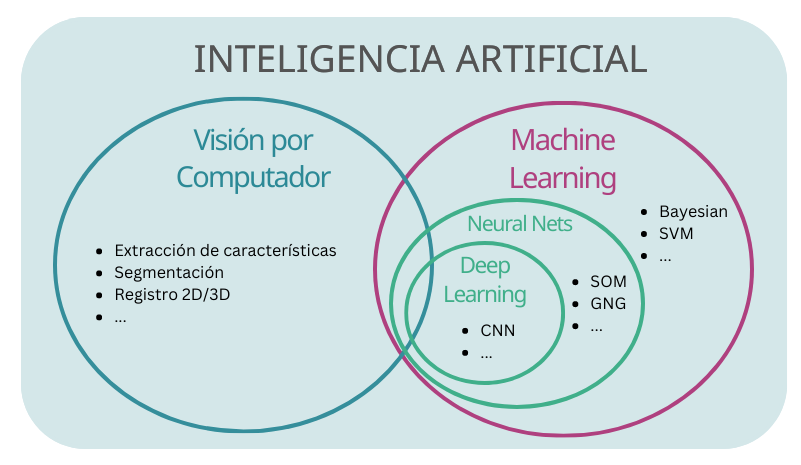 INTELIGENCIA ARTIFICIAL
Visión por
Computador
• Extracción de características
• Segmentación
• Registro 2D/3D
• ...
Machine
Learning
• Bayesian
• SVM
• ...
Neural Nets
• SOM
• GNG
• ...
Deep
Learning
• CNN
• ...